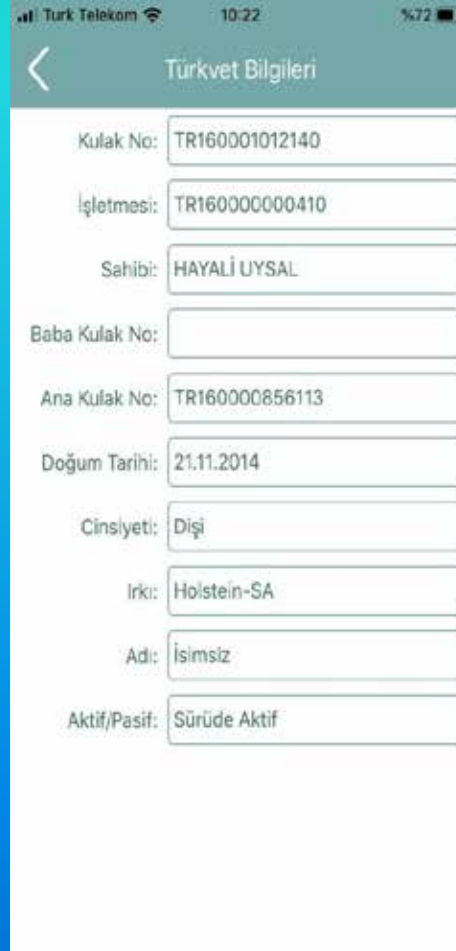 Turk Telekom 10:22 %72
Türkvet Bilgileri
Kulak No: TR160001012140
İşletmesi: TR160000000410
Sahibi: HAYALİ UYSAL
Baba Kulak No:
Ana Kulak No: TR160000856113
Doğum Tarihi: 21.11.2014
Cinsiyeti: Dişi
Irkı: Holstein-SA
Adı: İsimsiz
Aktif/Pasif: Sürüde Aktif